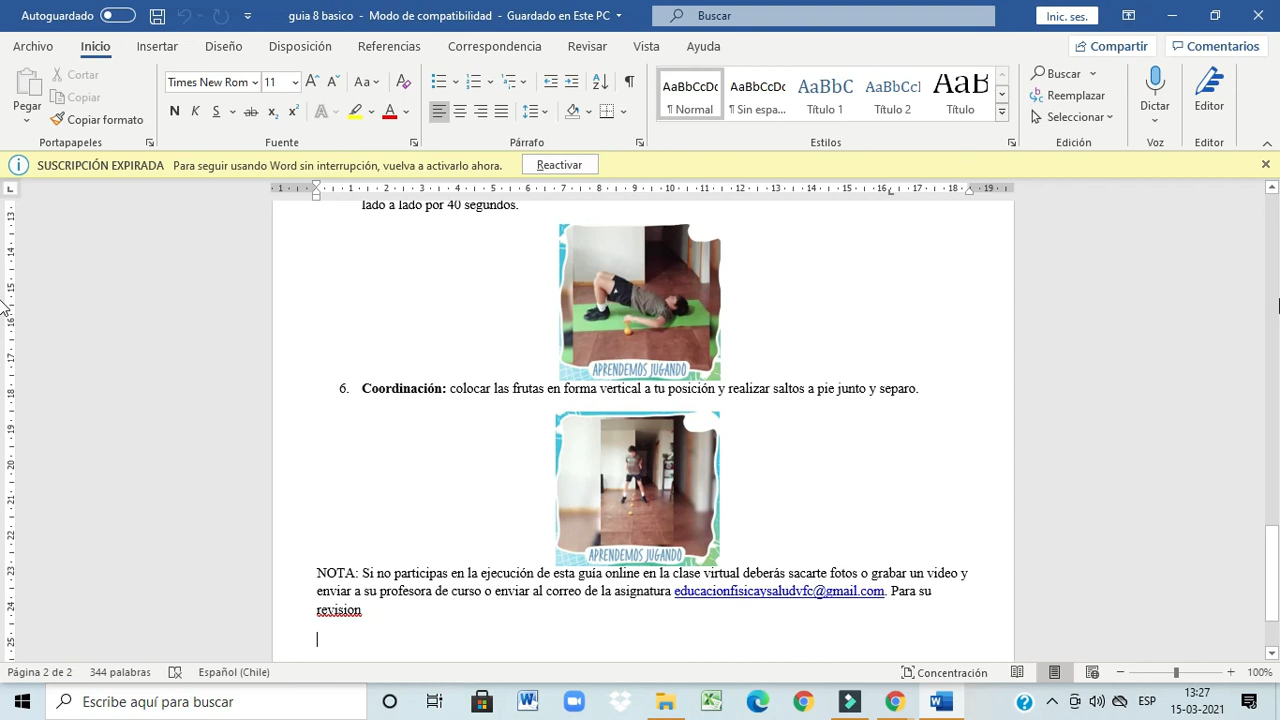 Autoguardado
guia 8 basico - Modo de compatibilidad - Guardado en Este PC
Buscar
Inic. ses.
Archivo Inicio Insertar Diseño Disposición Referencias Correspondencia Revisar Vista Ayuda
Compartir Comentarios
Pegar
Cortar
Copiar
Copiar formato
Portapapeles
Times New Rom 11
Fuente
Párrafo
AaBbCcDc AaBbCcDc AaBbC AaBbCcI AaB
¶ Normal ¶ Sin espa... Título 1 Título 2 Título
Estilos
Buscar
Reemplazar
Seleccionar
Edición
Dictar
Voz
Editor
Editor
SUSCRIPCIÓN EXPIRADA Para seguir usando Word sin interrupción, vuelva a activarlo ahora. Reactivar
lado a lado por 40 segundos.
APRENDEMOS JUGANDO
6. Coordinación: colocar las frutas en forma vertical a tu posición y realizar saltos a pie junto y separo.
APRENDEMOS JUGANDO
NOTA: Si no participas en la ejecución de esta guía online en la clase virtual deberás sacarte fotos o grabar un video y
enviar a su profesora de curso o enviar al correo de la asignatura educacionfisicaysaludvfc@gmail.com. Para su
revision
Página 2 de 2 344 palabras Español (Chile) Concentración 100%
Escribe aquí para buscar
ESP
13:27
15-03-2021